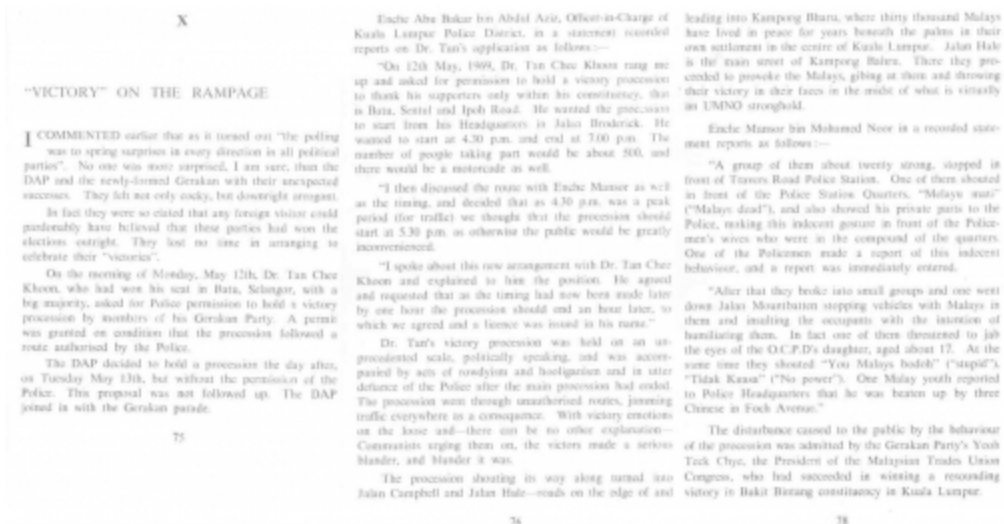 X
"VICTORY" ON THE RAMPAGE
I COMMENTED earlier that as it turned out "the polling
was to spring surprises in every direction in all political
parties". No one was more surprised, I am sure, than the
DAP and the newly-formed Gerakan with their unexpected
successes. They felt not only cocky, but downright arrogant.
In fact they were so elated that any foreign visitor could
pardonably have believed that these parties had won the
elections outright. They lost no time in arranging to
celebrate their "victories".
On the morning of Monday, May 12th, Dr. Tan Chee
Khoon, who had won his seat in Batu, Selangor, with a
big majority, asked for Police permission to hold a victory
procession by members of his Gerakan Party. A permit
was granted on condition that the procession followed a
route authorised by the Police.
The DAP decided to hold a procession the day after,
on Tuesday May 13th, but without the permission of the
Police. This proposal was not followed up. The DAP
joined in with the Gerakan parade.
75
Enche Abu Bakar bin Abdul Aziz, Officer-in-Charge of
Kuala Lumpur Police District, in a statement recorded
reports on Dr. Tan's application as follows:—
"On 12th May, 1969, Dr. Tan Chee Khoon rang me
up and asked for permission to hold a victory procession
to thank his supporters only within his constituency, that
is Batu, Sentul and Ipoh Road. He wanted the procession
to start from his Headquarters in Jalan Broderick. He
wanted to start at 4.30 p.m. and end at 7.00 p.m. The
number of people taking part would be about 500, and
there would be a motorcade as well.
"I then discussed the route with Enche Mansor as well
as the timing, and decided that as 4.30 p.m. was a peak
period (for traffic) we thought that the procession should
start at 5.30 p.m. as otherwise the public would be greatly
inconvenienced.
"I spoke about this new arrangement with Dr. Tan Chee
Khoon and explained to him the position. He agreed
and requested that as the timing had now been made later
by one hour the procession should end an hour later, to
which we agreed and a licence was issued in his name."
Dr. Tan's victory procession was held on an un-
precedented scale, politically speaking, and was accom-
panied by acts of rowdyism and hooliganism and in utter
defiance of the Police after the main procession had ended.
The procession went through unauthorised routes, jamming
traffic everywhere as a consequence. With victory emotions
on the loose and—there can be no other explanation—
Communists urging them on, the victors made a serious
blunder, and blunder it was.
The procession shouting its way along turned into
Jalan Campbell and Jalan Hale—roads on the edge of and
76
leading into Kampong Bharu, where thirty thousand Malays
have lived in peace for years beneath the palms in their
own settlement in the centre of Kuala Lumpur. Jalan Hale
is the main street of Kampong Bahru. There they pro-
ceeded to provoke the Malays, gibing at them and throwing
their victory in their faces in the midst of what is virtually
an UMNO stronghold.
Enche Mansor bin Mohamed Noor in a recorded state-
ment reports as follows:—
"A group of them about twenty strong, stopped in
front of Travers Road Police Station. One of them shouted
in front of the Police Station Quarters, "Melayu mati"
("Malays dead"), and also showed his private parts to the
Police, making this indecent gesture in front of the Police-
men's wives who were in the compound of the quarters.
One of the Policemen made a report of this indecent
behaviour, and a report was immediately entered.
"After that they broke into small groups and one went
down Jalan Mountbatten stopping vehicles with Malays in
them and insulting the occupants with the intention of
humiliating them. In fact one of them threatened to jab
the eyes of the O.C.P.D's daughter, aged about 17. At the
same time they shouted "You Malays bodoh" ("stupid"),
"Tidak Kuasa" ("No power"). One Malay youth reported
to Police Headquarters that he was beaten up by three
Chinese in Foch Avenue."
The disturbance caused to the public by the behaviour
of the procession was admitted by the Gerakan Party's Yeoh
Teck Chye, the President of the Malaysian Trades Union
Congress, who had succeeded in winning a resounding
victory in Bukit Bintang constituency in Kuala Lumpur.
78